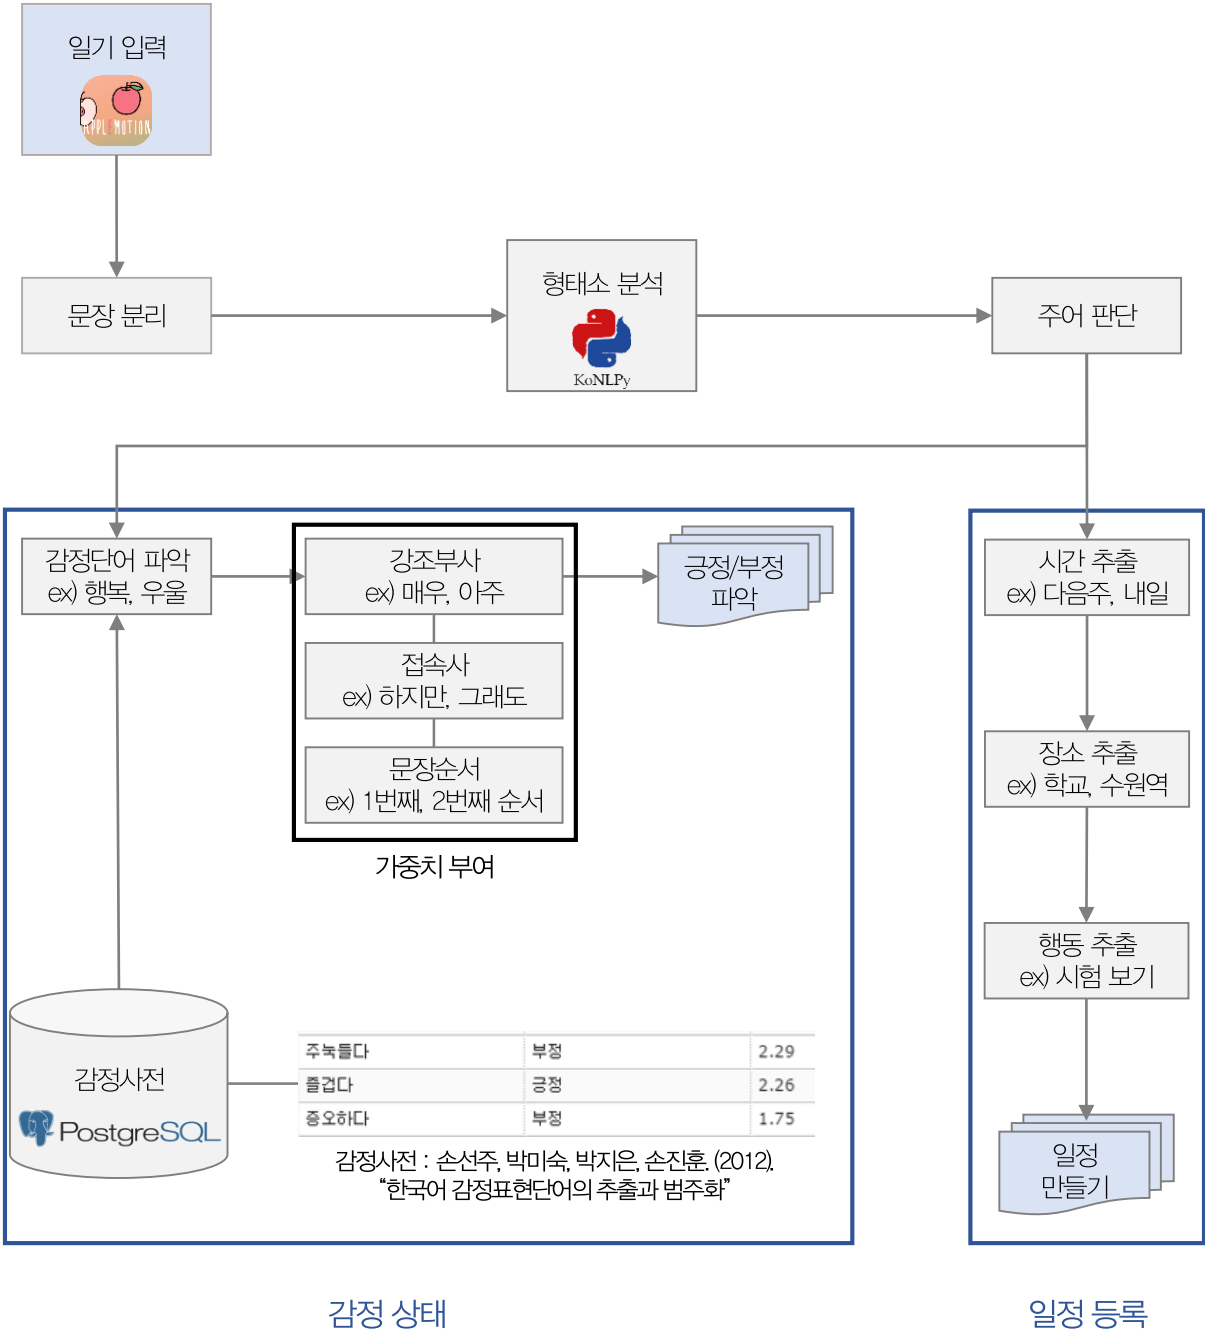 일기 입력
APPLEMOTION
문장 분리
형태소 분석
KoNLPy
주어 판단
감정단어 파악
ex) 행복, 우울
강조부사
ex) 매우, 아주
접속사
ex) 하지만, 그래도
문장순서
ex) 1번째, 2번째 순서
가중치 부여
긍정/부정
파악
감정사전
PostgreSQL
주눅들다 부정 2.29
즐겁다 긍정 2.26
증오하다 부정 1.75
감정사전 : 손선주, 박미숙, 박지은, 손진훈. (2012).
“한국어 감정표현단어의 추출과 범주화”
감정 상태
시간 추출
ex) 다음주, 내일
장소 추출
ex) 학교, 수원역
행동 추출
ex) 시험 보기
일정
만들기
일정 등록